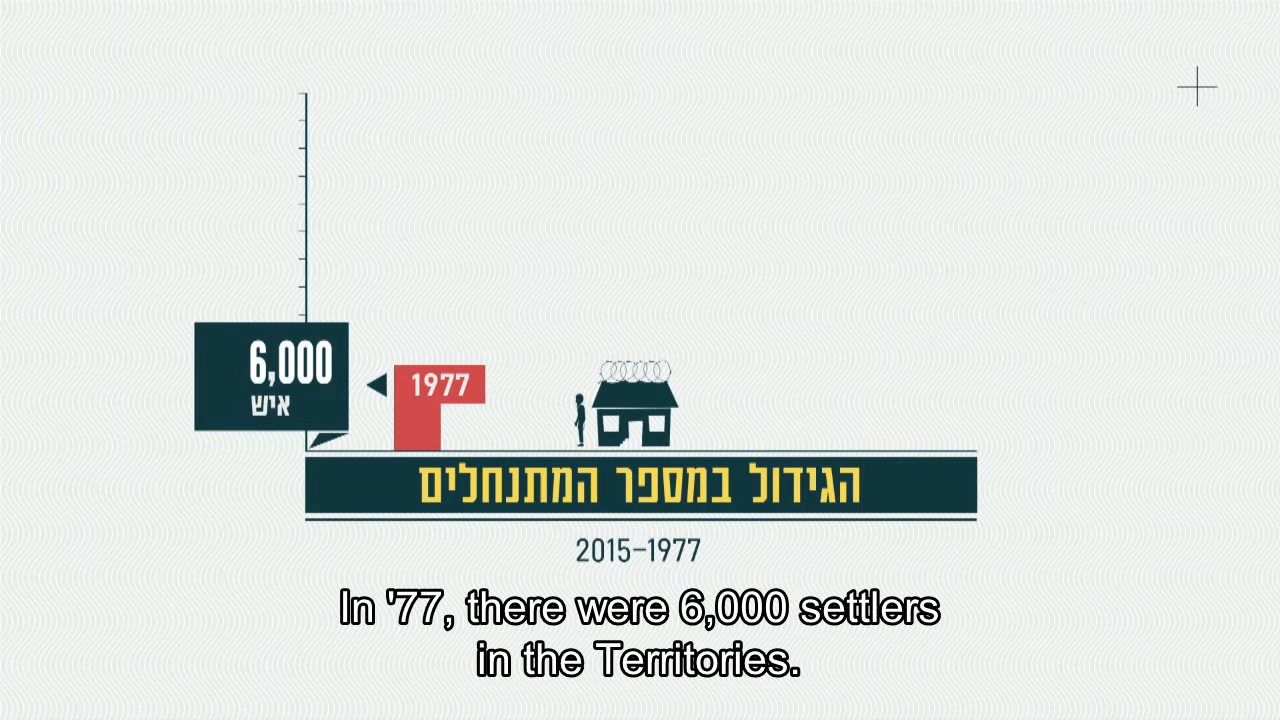 6,000
איש
1977
הגידול במספר המתנחלים
2015–1977
In '77, there were 6,000 settlers
in the Territories.